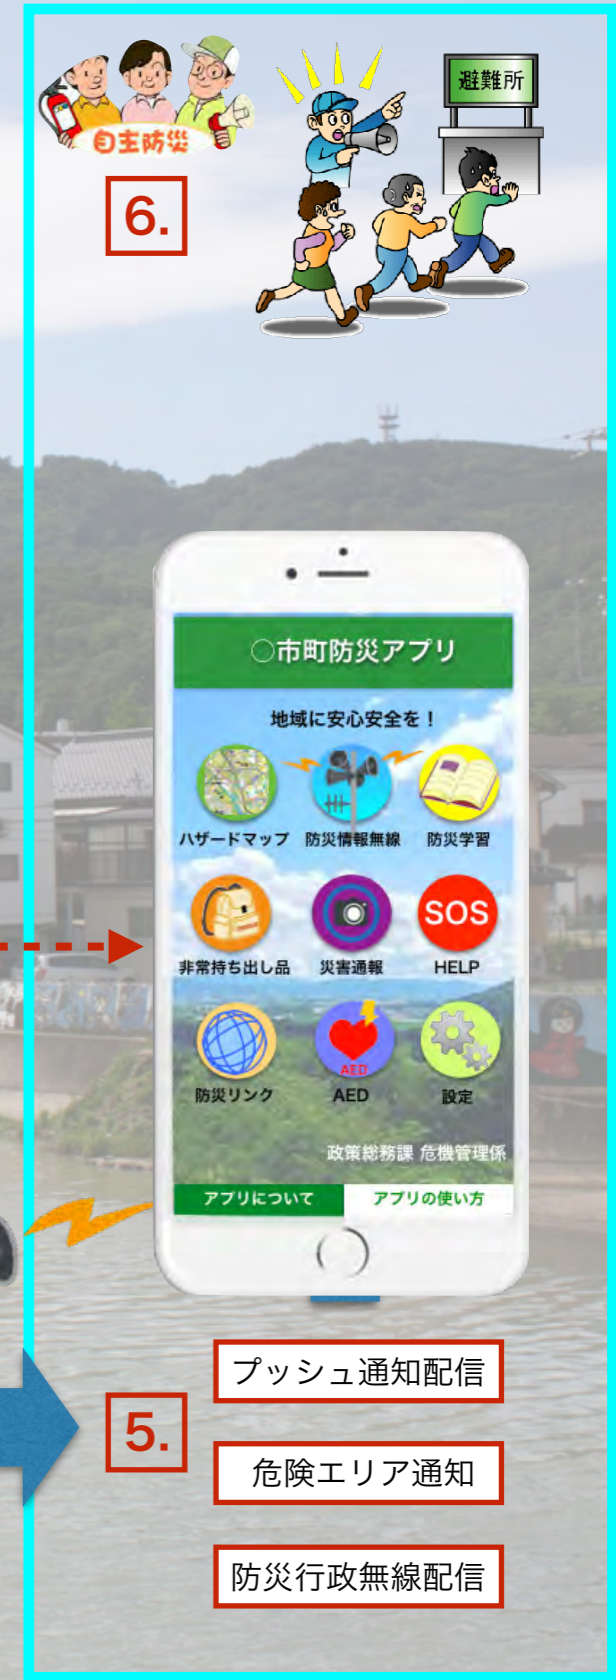 避難所
自主防災
6.
○市町防災アプリ
地域に安心安全を！
ハザードマップ 防災情報無線 防災学習
SOS
非常持ち出し品 災害通報 HELP
AED
防災リンク AED 設定
政策総務課 危機管理係
アプリについて アプリの使い方
プッシュ通知配信
5.
危険エリア通知
防災行政無線配信